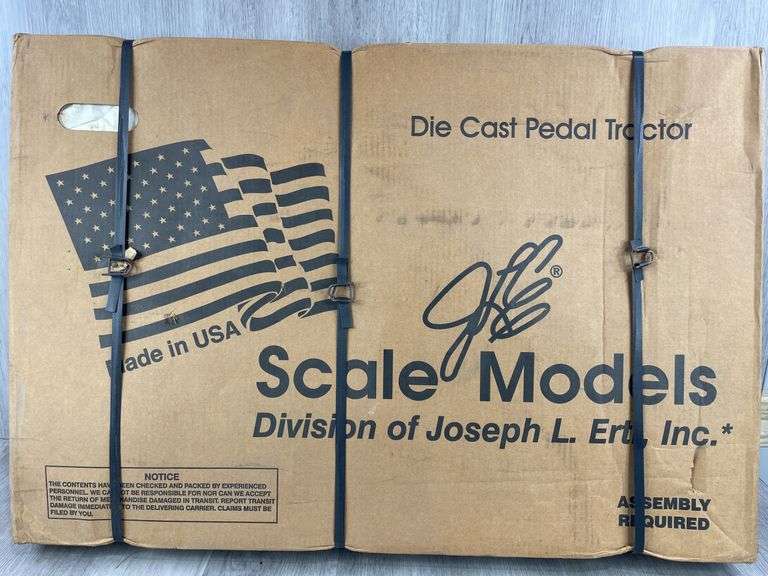 Die Cast Pedal Tractor
Made in USA
JLE®
Scale Models
Division of Joseph L. Ertl, Inc.*
NOTICE
THE CONTENTS HAVE BEEN CHECKED AND PACKED BY EXPERIENCED
PERSONNEL. WE CANNOT BE RESPONSIBLE FOR NOR CAN WE ACCEPT
THE RETURN OF MERCHANDISE DAMAGED IN TRANSIT. REPORT TRANSIT
DAMAGE IMMEDIATELY TO THE DELIVERING CARRIER. CLAIMS MUST BE
FILED BY YOU.
ASSEMBLY
REQUIRED